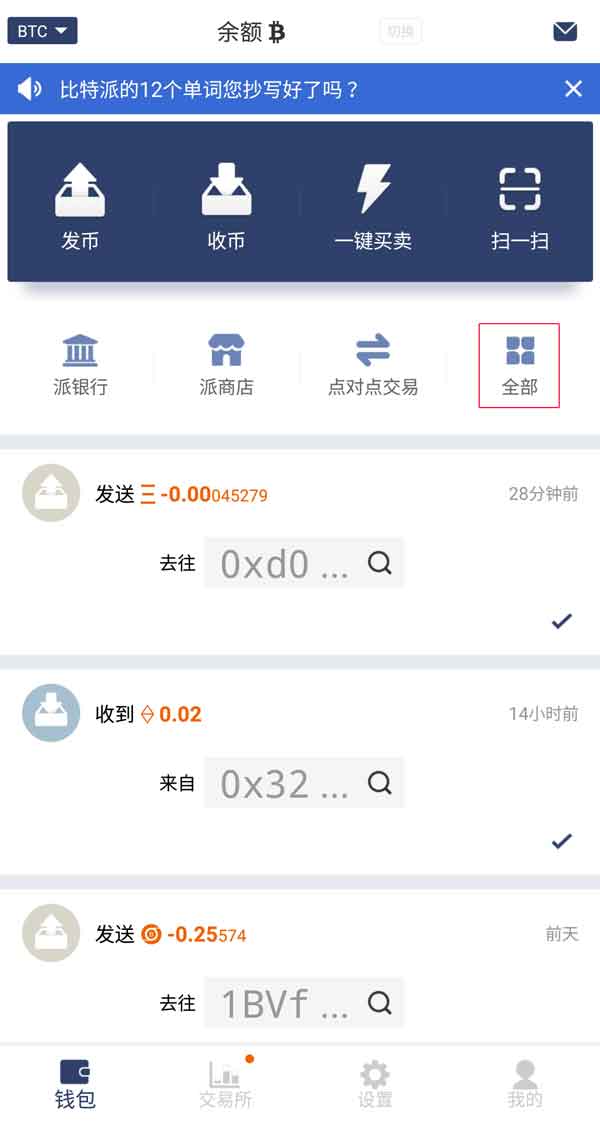 BTC 余额 切换
比特派的12个单词您抄写好了吗？
发币 收币 一键买卖 扫一扫
派银行 派商店 点对点交易 全部
发送 -0.00045279 28分钟前
去往 0xd0 ...
收到 0.02 14小时前
来自 0x32 ...
发送 -0.25574 前天
去往 1BVf ...
钱包 交易所 设置 我的